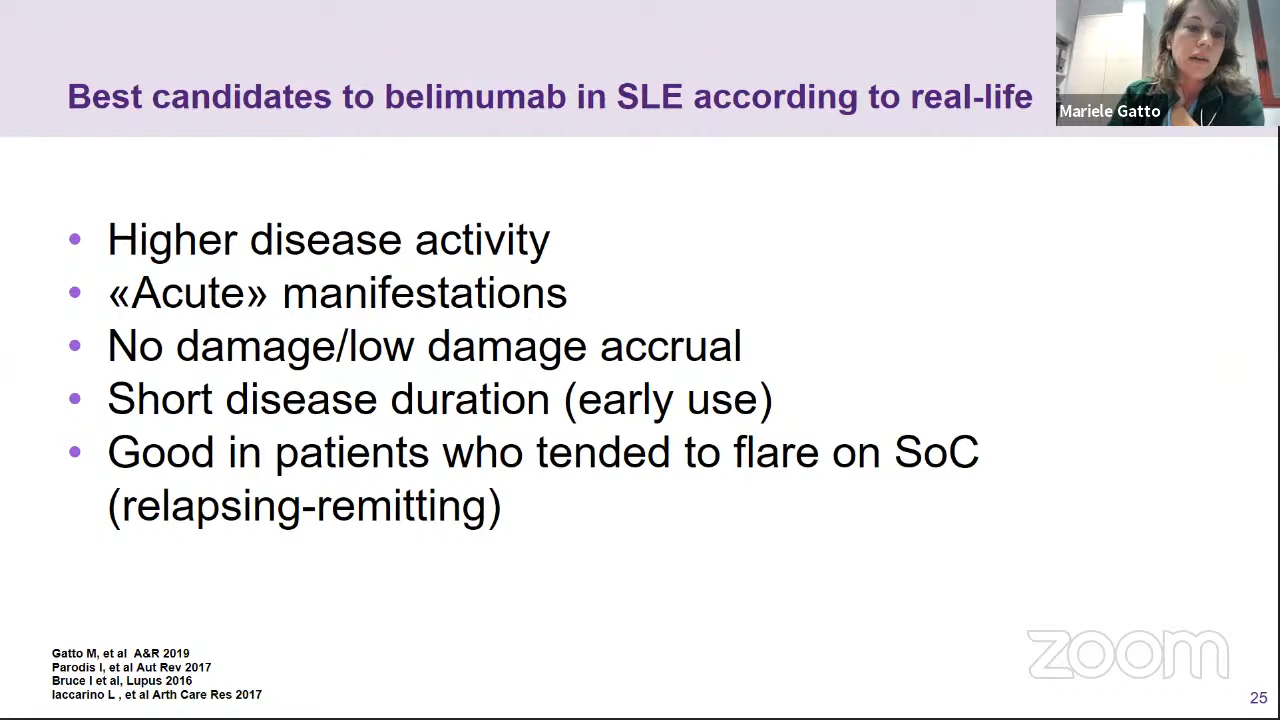 Best candidates to belimumab in SLE according to real-life
Mariele Gatto
• Higher disease activity
• «Acute» manifestations
• No damage/low damage accrual
• Short disease duration (early use)
• Good in patients who tended to flare on SoC
(relapsing-remitting)
Gatto M, et al A&R 2019
Parodis I, et al Aut Rev 2017
Bruce I et al, Lupus 2016
Iaccarino L , et al Arth Care Res 2017
zoom
25